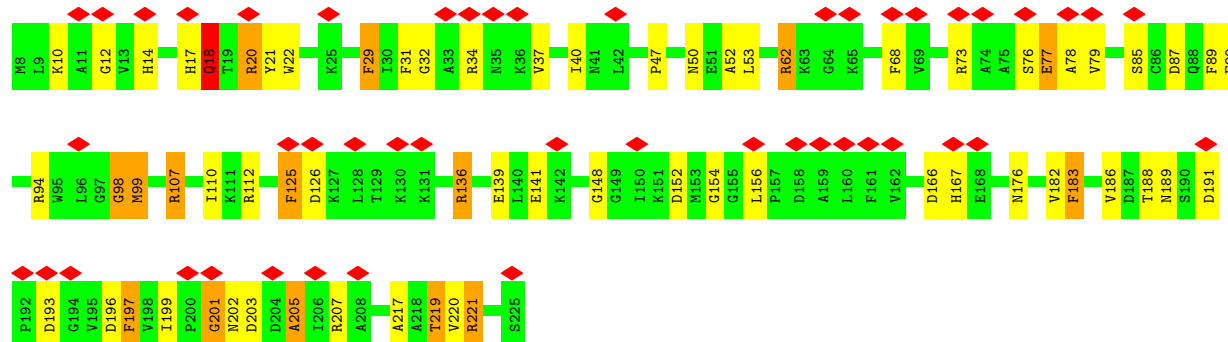 M8 L9 K10 A11 G12 V13 H14 H17 Q18 T19 R20 Y21 W22 K25 F29 I30 F31 G32 A33 R34 N35 K36 V37 I40 N41 L42 P47 N50 E51 A52 L53 R62 K63 G64 K65 F68 V69 R73 A74 A75 S76 E77 A78 V79 S85 C86 D87 Q88 F89
R94 W95 L96 G97 G98 M99 R107 I110 K111 R112 F125 D126 K127 L128 T129 K130 K131 R136 E139 L140 E141 K142 G148 G149 I150 K151 D152 M153 G154 G155 L156 P157 D158 A159 L160 F161 V162 D166 H167 E168 N176 V182 F183 V186 D187 T188 N189 S190 D191
P192 D193 G194 V195 D196 F197 V198 I199 P200 G201 N202 D203 D204 A205 I206 R207 A208 A217 A218 T219 V220 R221 S225